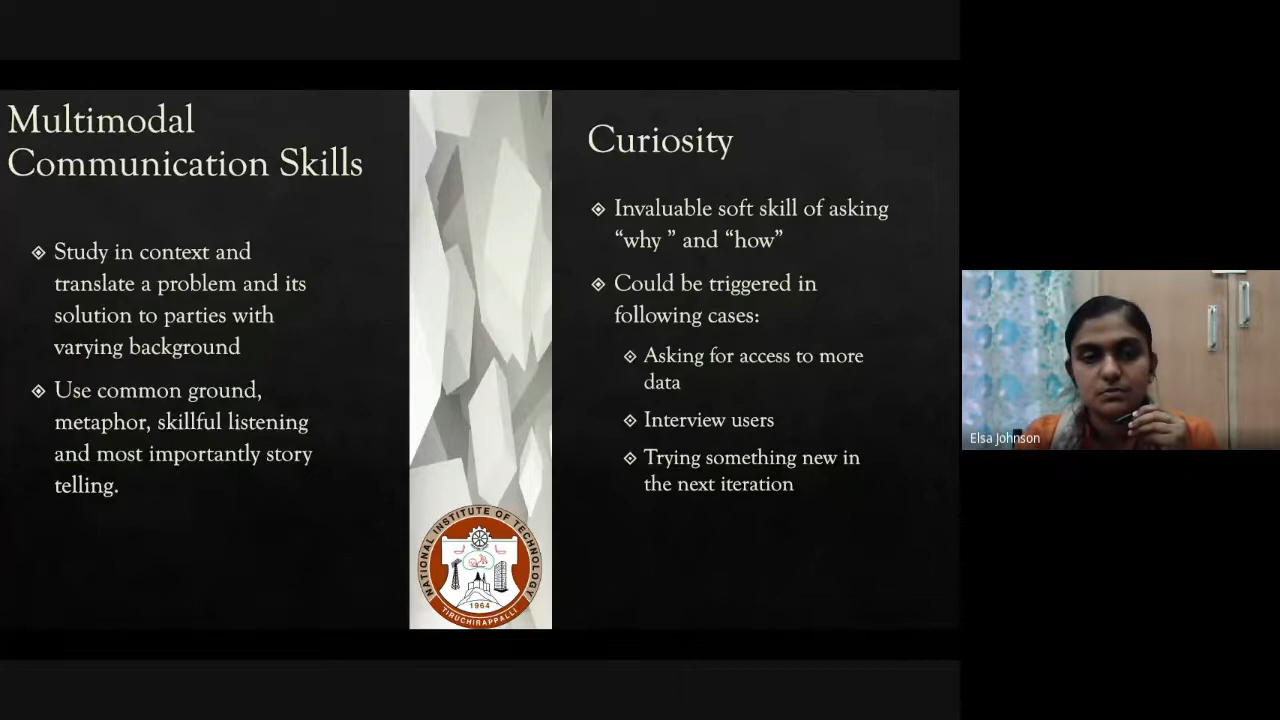 Multimodal
Communication Skills
Study in context and
translate a problem and its
solution to parties with
varying background
Use common ground,
metaphor, skillful listening
and most importantly story
telling.
NATIONAL INSTITUTE OF TECHNOLOGY
1964
TIRUCHIRAPPALLI
Curiosity
Invaluable soft skill of asking
“why ” and “how”
Could be triggered in
following cases:
Asking for access to more
data
Interview users
Trying something new in
the next iteration
Elsa Johnson